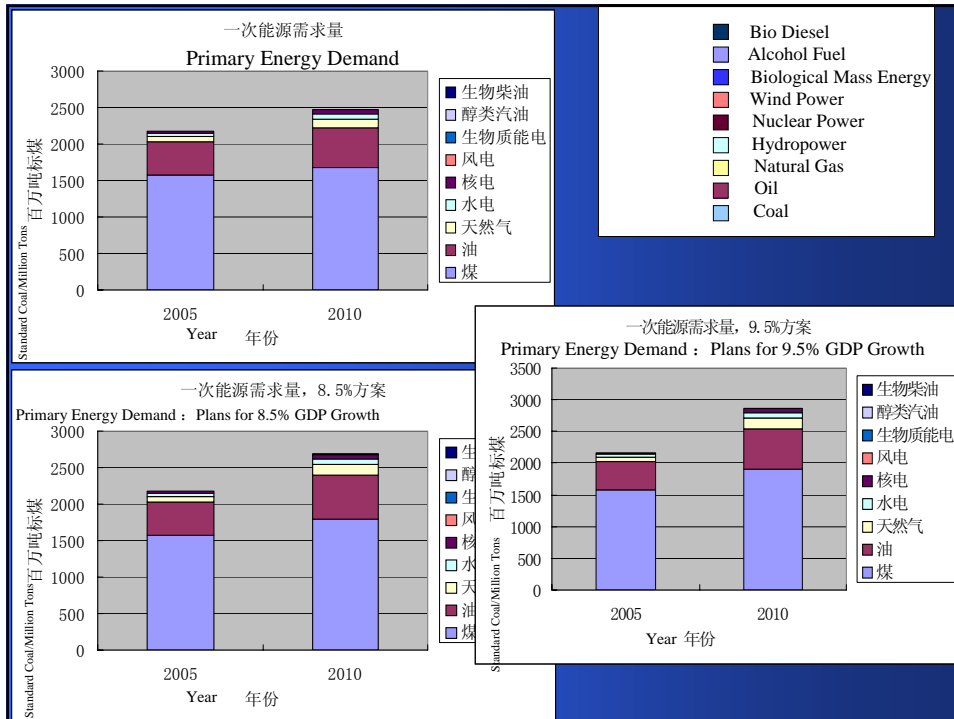 一次能源需求量
Primary Energy Demand
3000
2500
2000
1500
1000
500
0
百万吨标煤
Standard Coal/Million Tons
2005
2010
Year 年份
生物柴油
醇类汽油
生物质能电
风电
核电
水电
天然气
油
煤
Bio Diesel
Alcohol Fuel
Biological Mass Energy
Wind Power
Nuclear Power
Hydropower
Natural Gas
Oil
Coal
一次能源需求量, 8.5%方案
Primary Energy Demand : Plans for 8.5% GDP Growth
3000
2500
2000
1500
1000
500
0
百万吨标煤
Standard Coal/Million Tons
2005
2010
Year 年份
生
醇
生
风
核
水
天
油
煤
一次能源需求量, 9.5%方案
Primary Energy Demand : Plans for 9.5% GDP Growth
3500
3000
2500
2000
1500
1000
500
0
百万吨标煤
Standard Coal/Million Tons
2005
2010
Year 年份
生物柴油
醇类汽油
生物质能电
风电
核电
水电
天然气
油
煤